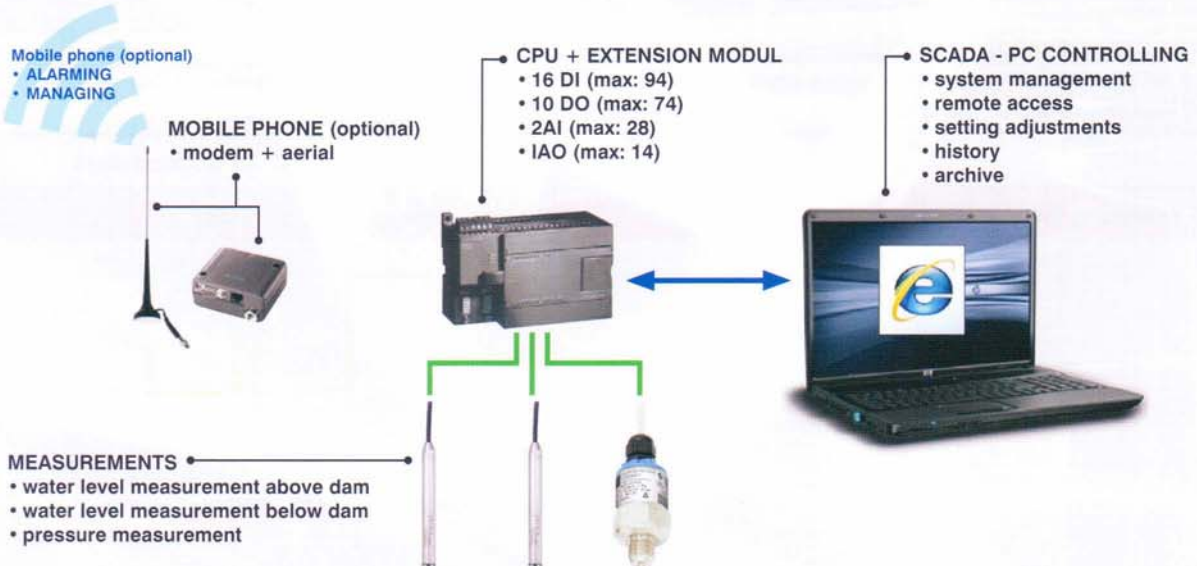 Mobile phone (optional)
• ALARMING
• MANAGING
MOBILE PHONE (optional)
• modem + aerial
CPU + EXTENSION MODUL
• 16 DI (max: 94)
• 10 DO (max: 74)
• 2AI (max: 28)
• IAO (max: 14)
SCADA - PC CONTROLLING
• system management
• remote access
• setting adjustments
• history
• archive
MEASUREMENTS
• water level measurement above dam
• water level measurement below dam
• pressure measurement